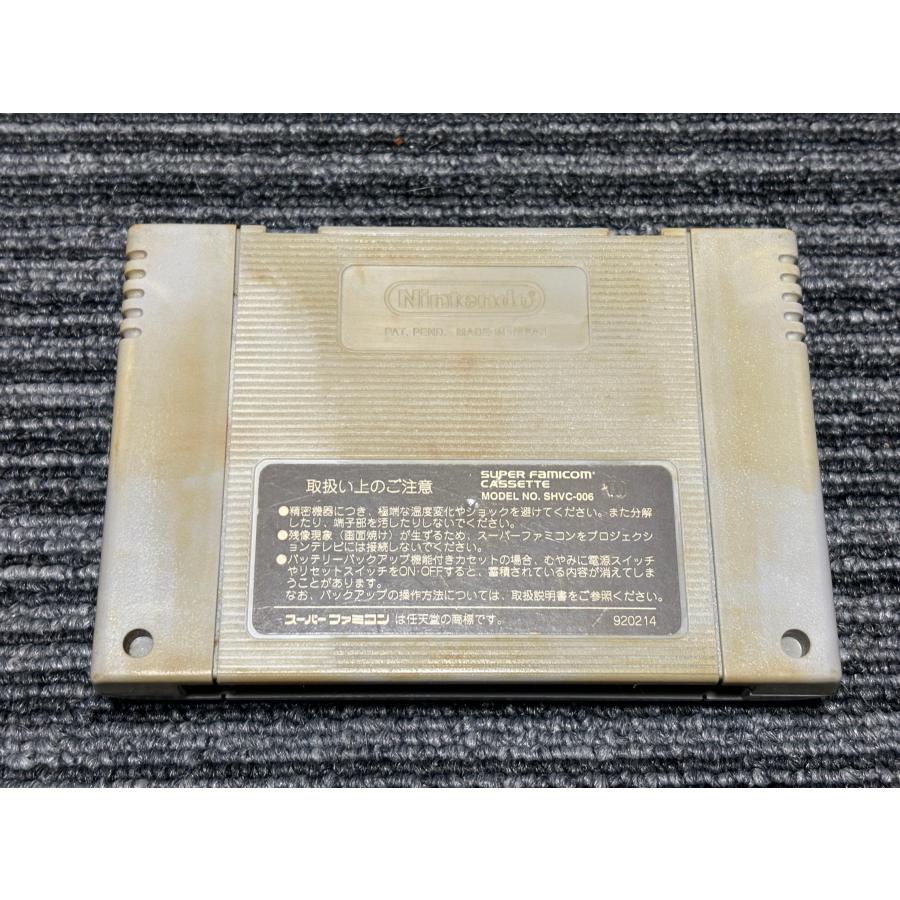 Nintendo®
PAT. PEND. MADE IN JAPAN
取扱い上のご注意
SUPER FAMICOM®
CASSETTE
MODEL NO. SHVC-006
●精密機器につき、極端な温度変化やショックを避けてください。また分解
したり、端子部を汚したりしないでください。
●残像現象（画面焼け）が生ずるため、スーパーファミコンをプロジェクシ
ョンテレビには接続しないでください。
●バッテリーバックアップ機能付きカセットの場合、むやみに電源スイッチ
やリセットスイッチをON・OFFすると、蓄積されている内容が消えてしま
うことがあります。
なお、バックアップの操作方法については、取扱説明書をご参照ください。
スーパーファミコン は任天堂の商標です。
920214